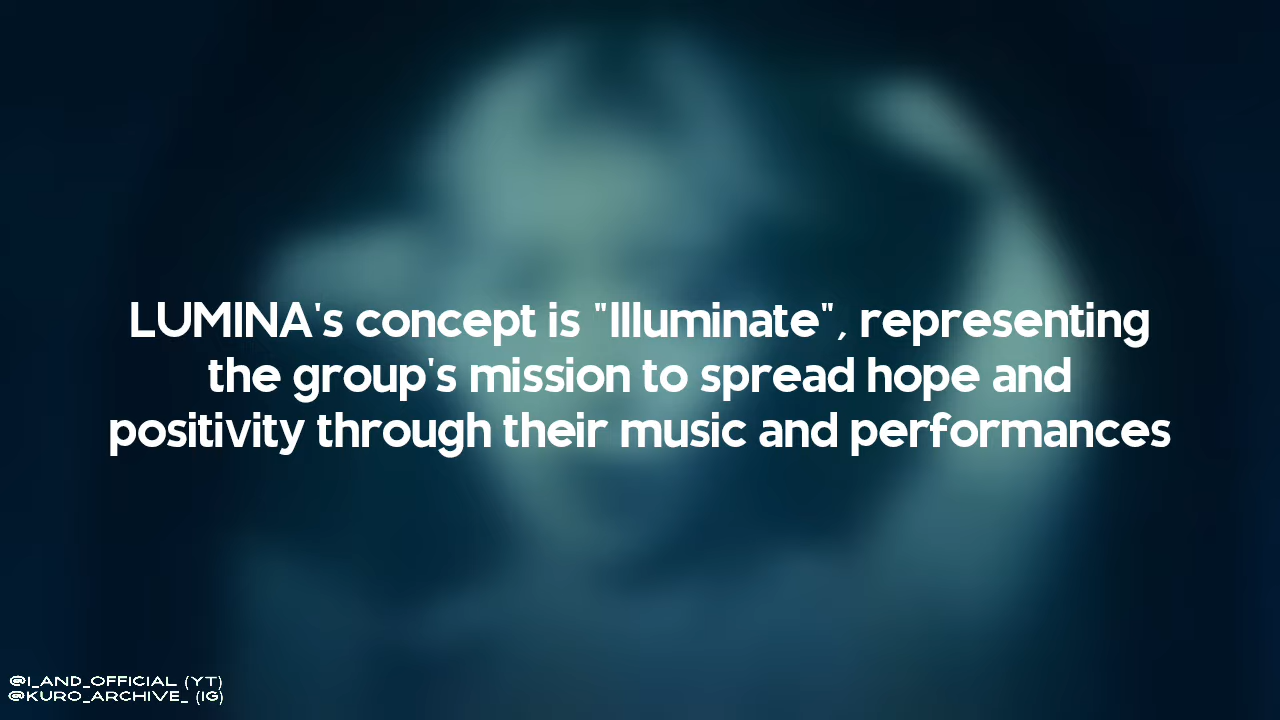 LUMINA's concept is "Illuminate", representing
the group's mission to spread hope and
positivity through their music and performances
@I_LAND_OFFICIAL (YT)
@KURO_ARCHIVE_ (IG)